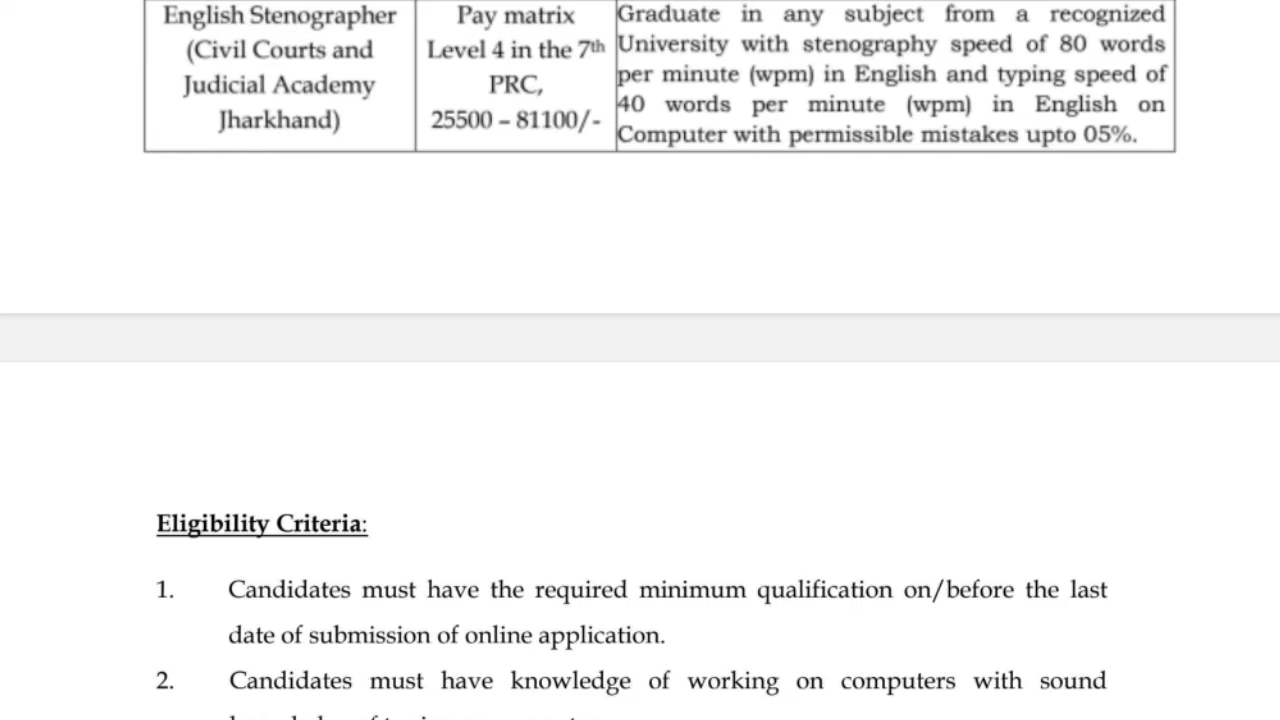 English Stenographer
(Civil Courts and
Judicial Academy
Jharkhand)
Pay matrix
Level 4 in the 7th
PRC,
25500 – 81100/-
Graduate in any subject from a recognized
University with stenography speed of 80 words
per minute (wpm) in English and typing speed of
40 words per minute (wpm) in English on
Computer with permissible mistakes upto 05%.
Eligibility Criteria:
1. Candidates must have the required minimum qualification on/before the last
date of submission of online application.
2. Candidates must have knowledge of working on computers with sound